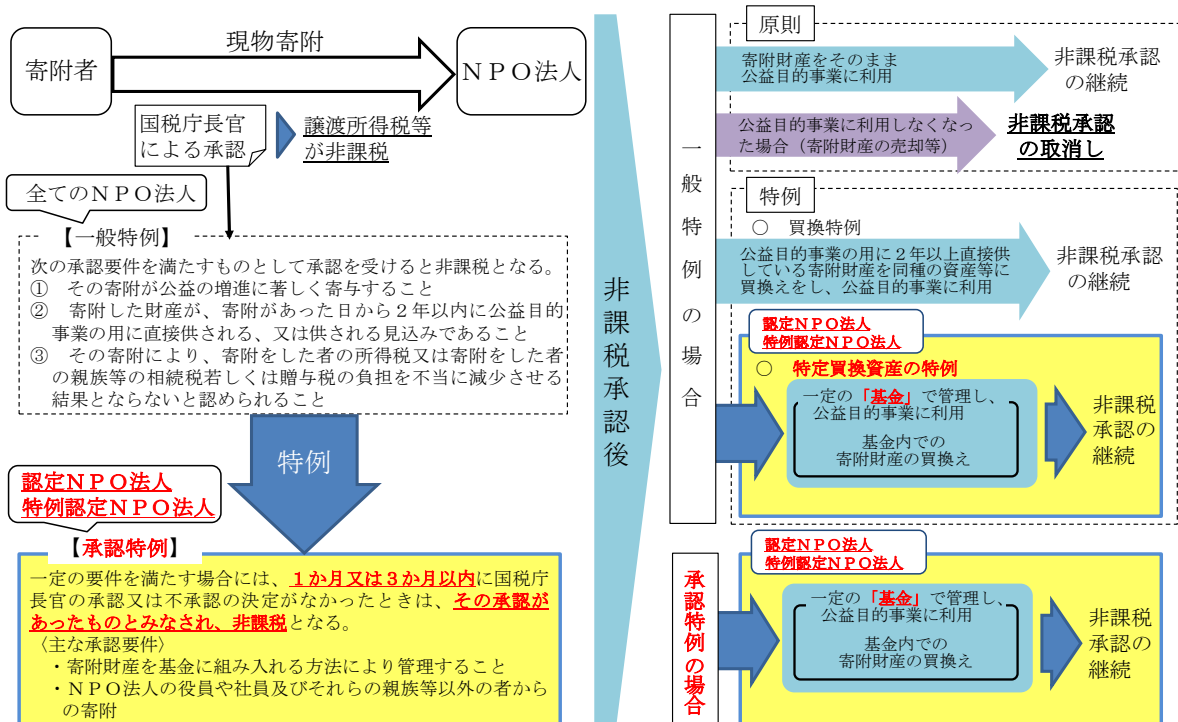 現物寄附
寄附者
ＮＰＯ法人
国税庁長官
による承認
譲渡所得税等
が非課税
全てのＮＰＯ法人
【一般特例】
次の承認要件を満たすものとして承認を受けると非課税となる。
① その寄附が公益の増進に著しく寄与すること
② 寄附した財産が、寄附があった日から２年以内に公益目的
事業の用に直接供される、又は供される見込みであること
③ その寄附により、寄附をした者の所得税又は寄附をした者
の親族等の相続税若しくは贈与税の負担を不当に減少させる
結果とならないと認められること
特例
認定ＮＰＯ法人
特例認定ＮＰＯ法人
【承認特例】
一定の要件を満たす場合には、１か月又は３か月以内に国税庁
長官の承認又は不承認の決定がなかったときは、その承認が
あったものとみなされ、非課税となる。
〈主な承認要件〉
・寄附財産を基金に組み入れる方法により管理すること
・ＮＰＯ法人の役員や社員及びそれらの親族等以外の者から
の寄附
非課税承認後
一般特例の場合
原則
寄附財産をそのまま
公益目的事業に利用
非課税承認
の継続
公益目的事業に利用しなくなっ
た場合（寄附財産の売却等）
非課税承認
の取消し
特例
○ 買換特例
公益目的事業の用に２年以上直接供
している寄附財産を同種の資産等に
買換えをし、公益目的事業に利用
非課税承認
の継続
認定ＮＰＯ法人
特例認定ＮＰＯ法人
○ 特定買換資産の特例
一定の「基金」で管理し、
公益目的事業に利用
基金内での
寄附財産の買換え
非課税
承認の
継続
承認特例の場合
認定ＮＰＯ法人
特例認定ＮＰＯ法人
一定の「基金」で管理し、
公益目的事業に利用
基金内での
寄附財産の買換え
非課税
承認の
継続